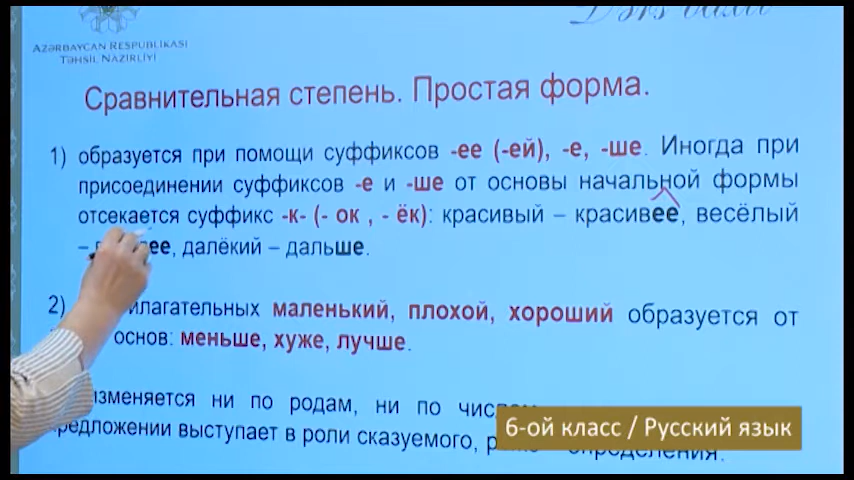 AZƏRBAYCAN RESPUBLİKASI
TƏHSİL NAZİRLİYİ
Сравнительная степень. Простая форма.
1) образуется при помощи суффиксов -ее (-ей), -е, -ше. Иногда при
присоединении суффиксов -е и -ше от основы начальной формы
отсекается суффикс -к- (- ок , - ёк): красивый – красивее, весёлый
– ее, далёкий – дальше.
2) илагательных маленький, плохой, хороший образуется от
основ: меньше, хуже, лучше.
изменяется ни по родам, ни по
редложении выступает в роли сказуемого, определения.
6-ой класс / Русский язык